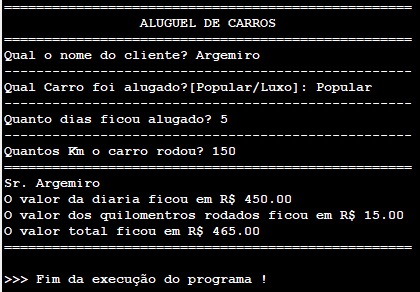 ==================================================
ALUGUEL DE CARROS
==================================================
Qual o nome do cliente? Argemiro
--------------------------------------------------
Qual Carro foi alugado?[Popular/Luxo]: Popular
--------------------------------------------------
Quanto dias ficou alugado? 5
--------------------------------------------------
Quantos Km o carro rodou? 150
==================================================
Sr. Argemiro
O valor da diaria ficou em R$ 450.00
O valor dos quilomentros rodados ficou em R$ 15.00
O valor total ficou em R$ 465.00
==================================================
>>> Fim da execução do programa !